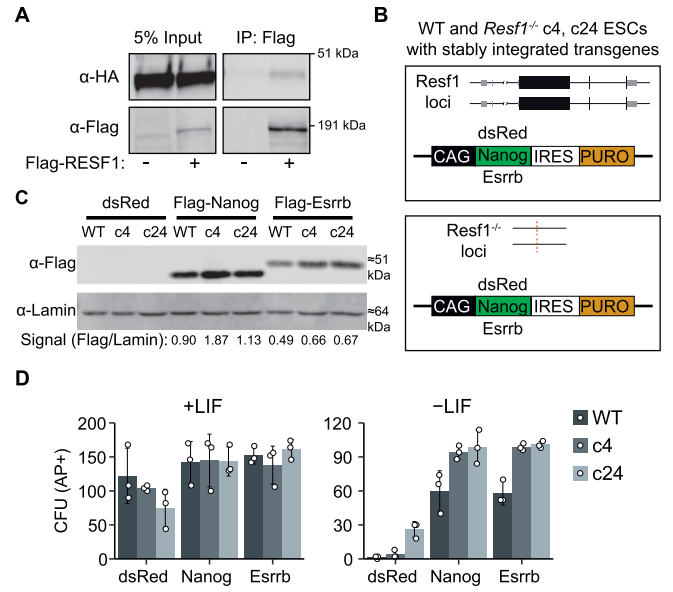 A
5% Input
IP: Flag
51 kDa
α-HA
α-Flag
191 kDa
Flag-RESF1: - + - +
B
WT and Resf1⁻/⁻ c4, c24 ESCs
with stably integrated transgenes
Resf1
loci
dsRed
CAG Nanog IRES PURO
Esrrb
Resf1⁻/⁻
loci
dsRed
CAG Nanog IRES PURO
Esrrb
C
dsRed Flag-Nanog Flag-Esrrb
WT c4 c24 WT c4 c24 WT c4 c24
α-Flag
≈51
kDa
α-Lamin
≈64
kDa
Signal (Flag/Lamin): 0.90 1.87 1.13 0.49 0.66 0.67
D
+LIF
CFU (AP+)
200
150
100
50
0
dsRed Nanog Esrrb
−LIF
120
90
60
30
0
dsRed Nanog Esrrb
WT
c4
c24